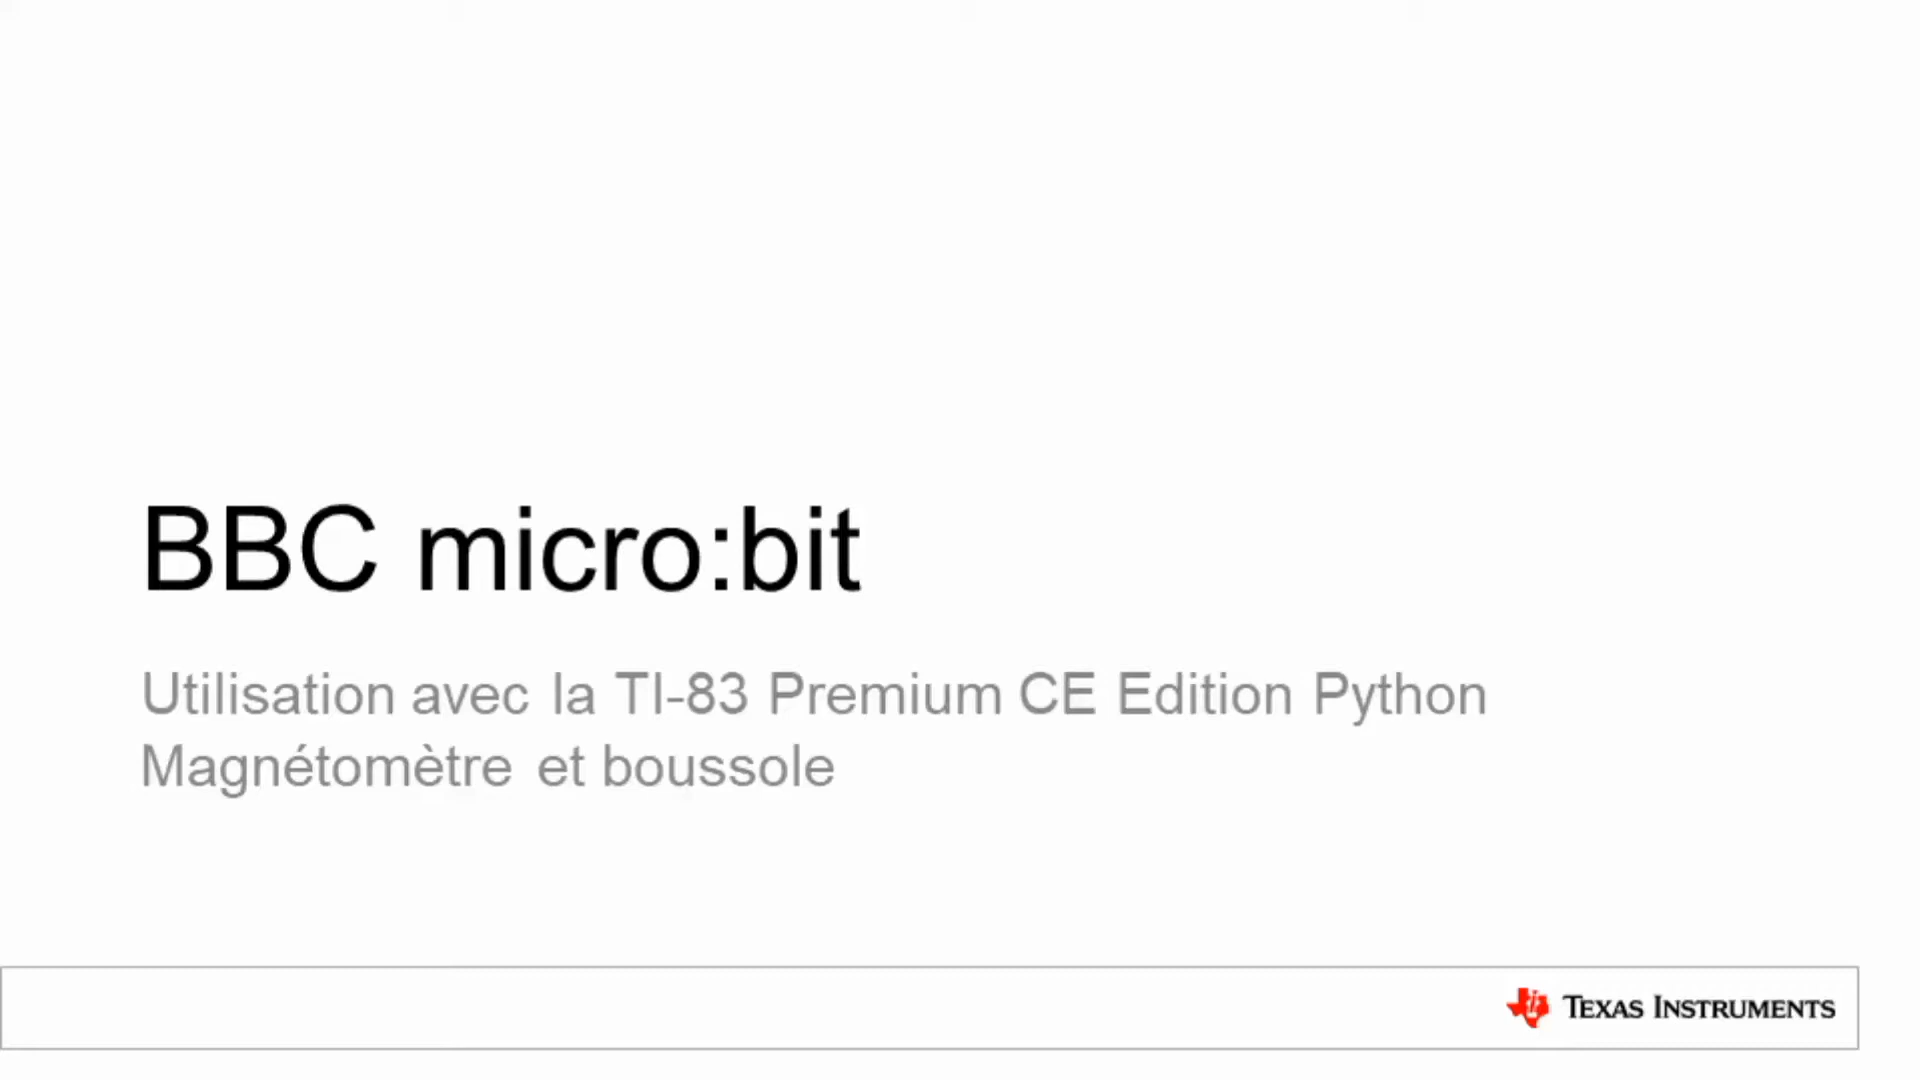 BBC micro:bit
Utilisation avec la TI-83 Premium CE Edition Python
Magnétomètre et boussole
TEXAS INSTRUMENTS